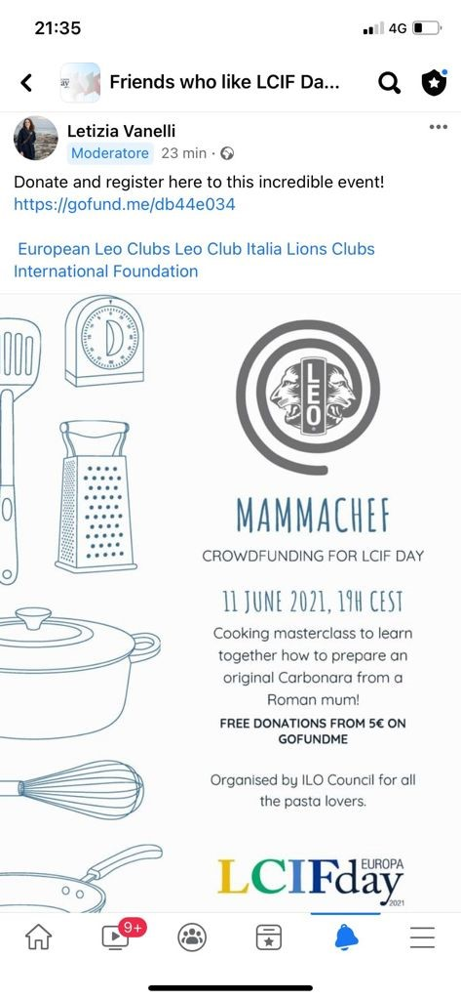 21:35
4G
Friends who like LCIF Da...
Letizia Vanelli
Moderatore 23 min ·
Donate and register here to this incredible event!
https://gofund.me/db44e034
European Leo Clubs Leo Club Italia Lions Clubs
International Foundation
LEO
MAMMACHEF
CROWDFUNDING FOR LCIF DAY
11 JUNE 2021, 19H CEST
Cooking masterclass to learn
together how to prepare an
original Carbonara from a
Roman mum!
FREE DONATIONS FROM 5€ ON
GOFUNDME
Organised by ILO Council for all
the pasta lovers.
LCIFday EUROPA
2021
9+